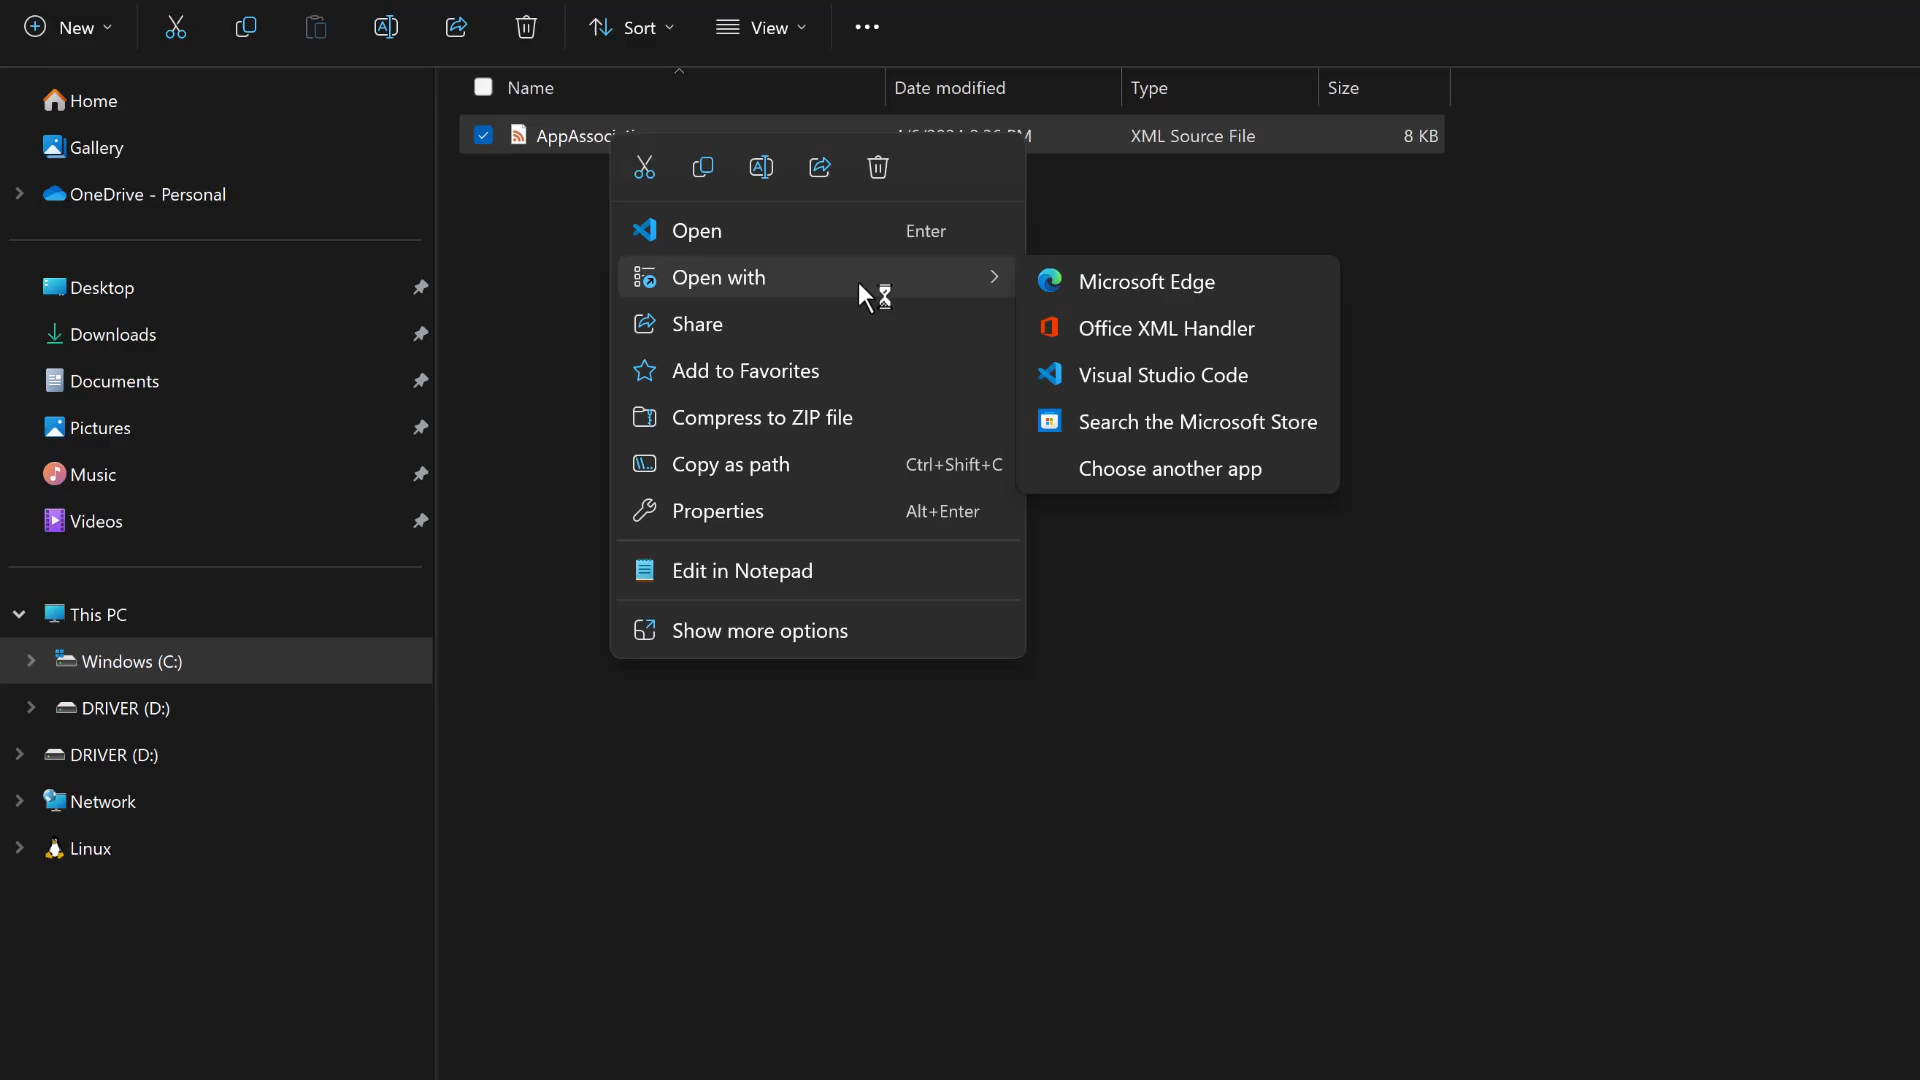 New
Sort
View
Name
Date modified
Type
Size
XML Source File
8 KB
Home
Gallery
OneDrive - Personal
Desktop
Downloads
Documents
Pictures
Music
Videos
This PC
Windows (C:)
DRIVER (D:)
DRIVER (D:)
Network
Linux
Open Enter
Open with
Share
Add to Favorites
Compress to ZIP file
Copy as path Ctrl+Shift+C
Properties Alt+Enter
Edit in Notepad
Show more options
Microsoft Edge
Office XML Handler
Visual Studio Code
Search the Microsoft Store
Choose another app